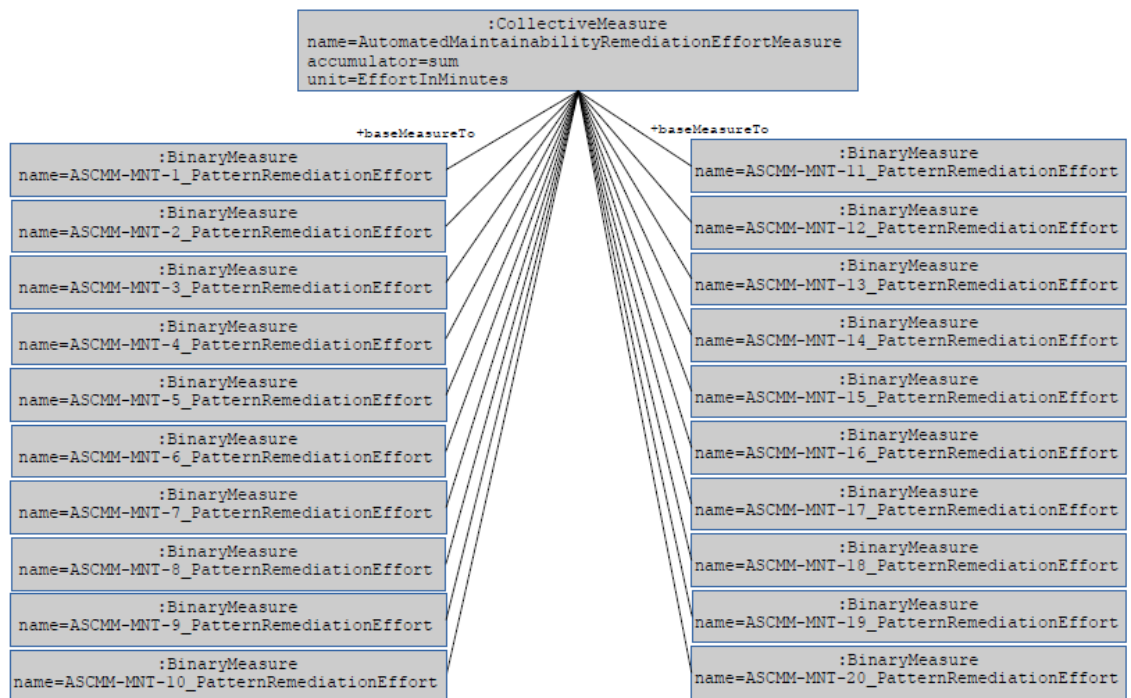 :CollectiveMeasure
name=AutomatedMaintainabilityRemediationEffortMeasure
accumulator=sum
unit=EffortInMinutes
+baseMeasureTo
:BinaryMeasure
name=ASCMM-MNT-1_PatternRemediationEffort
:BinaryMeasure
name=ASCMM-MNT-2_PatternRemediationEffort
:BinaryMeasure
name=ASCMM-MNT-3_PatternRemediationEffort
:BinaryMeasure
name=ASCMM-MNT-4_PatternRemediationEffort
:BinaryMeasure
name=ASCMM-MNT-5_PatternRemediationEffort
:BinaryMeasure
name=ASCMM-MNT-6_PatternRemediationEffort
:BinaryMeasure
name=ASCMM-MNT-7_PatternRemediationEffort
:BinaryMeasure
name=ASCMM-MNT-8_PatternRemediationEffort
:BinaryMeasure
name=ASCMM-MNT-9_PatternRemediationEffort
:BinaryMeasure
name=ASCMM-MNT-10_PatternRemediationEffort
+baseMeasureTo
:BinaryMeasure
name=ASCMM-MNT-11_PatternRemediationEffort
:BinaryMeasure
name=ASCMM-MNT-12_PatternRemediationEffort
:BinaryMeasure
name=ASCMM-MNT-13_PatternRemediationEffort
:BinaryMeasure
name=ASCMM-MNT-14_PatternRemediationEffort
:BinaryMeasure
name=ASCMM-MNT-15_PatternRemediationEffort
:BinaryMeasure
name=ASCMM-MNT-16_PatternRemediationEffort
:BinaryMeasure
name=ASCMM-MNT-17_PatternRemediationEffort
:BinaryMeasure
name=ASCMM-MNT-18_PatternRemediationEffort
:BinaryMeasure
name=ASCMM-MNT-19_PatternRemediationEffort
:BinaryMeasure
name=ASCMM-MNT-20_PatternRemediationEffort